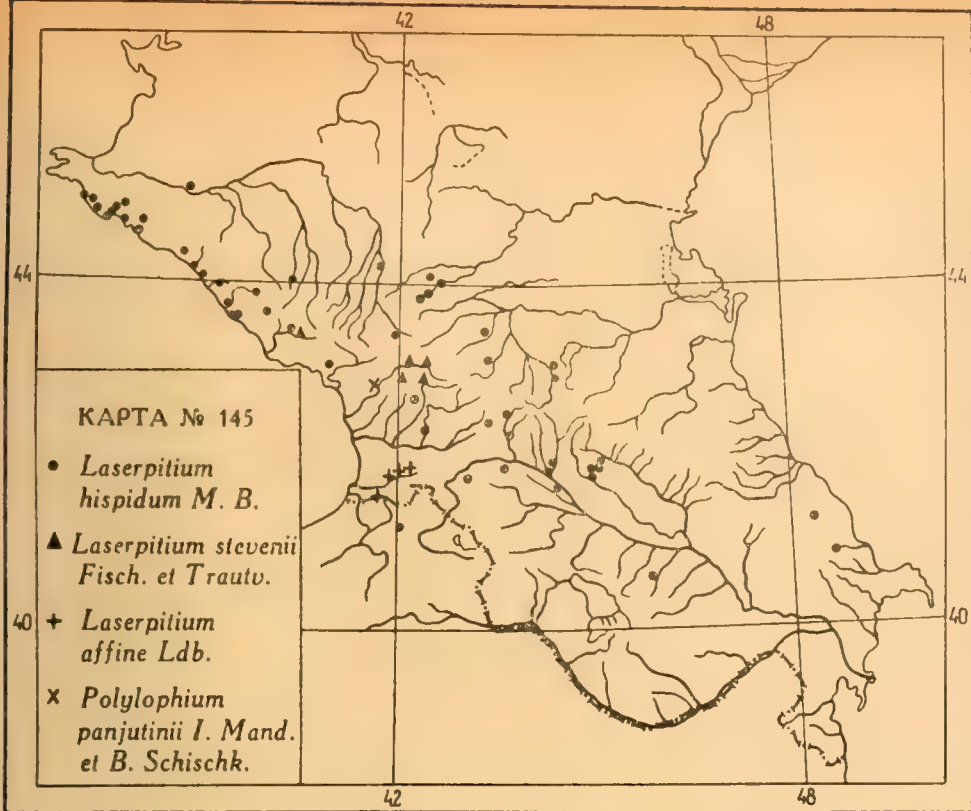 42 48
44 44
КАРТА № 145
Laserpitium
hispidum M. B.
Laserpitium stevenii
Fisch. et Trautv.
40 40
Laserpitium
affine Ldb.
Polylophium
panjutinii I. Mand.
et B. Schischk.
42 48